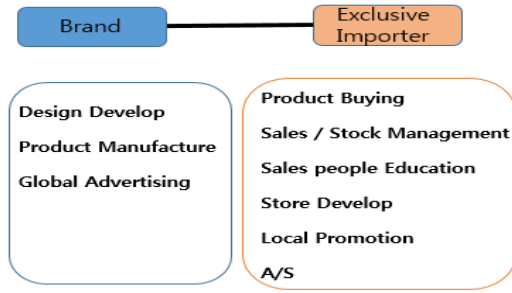 Brand
Exclusive
Importer
Design Develop
Product Manufacture
Global Advertising
Product Buying
Sales / Stock Management
Sales people Education
Store Develop
Local Promotion
A/S